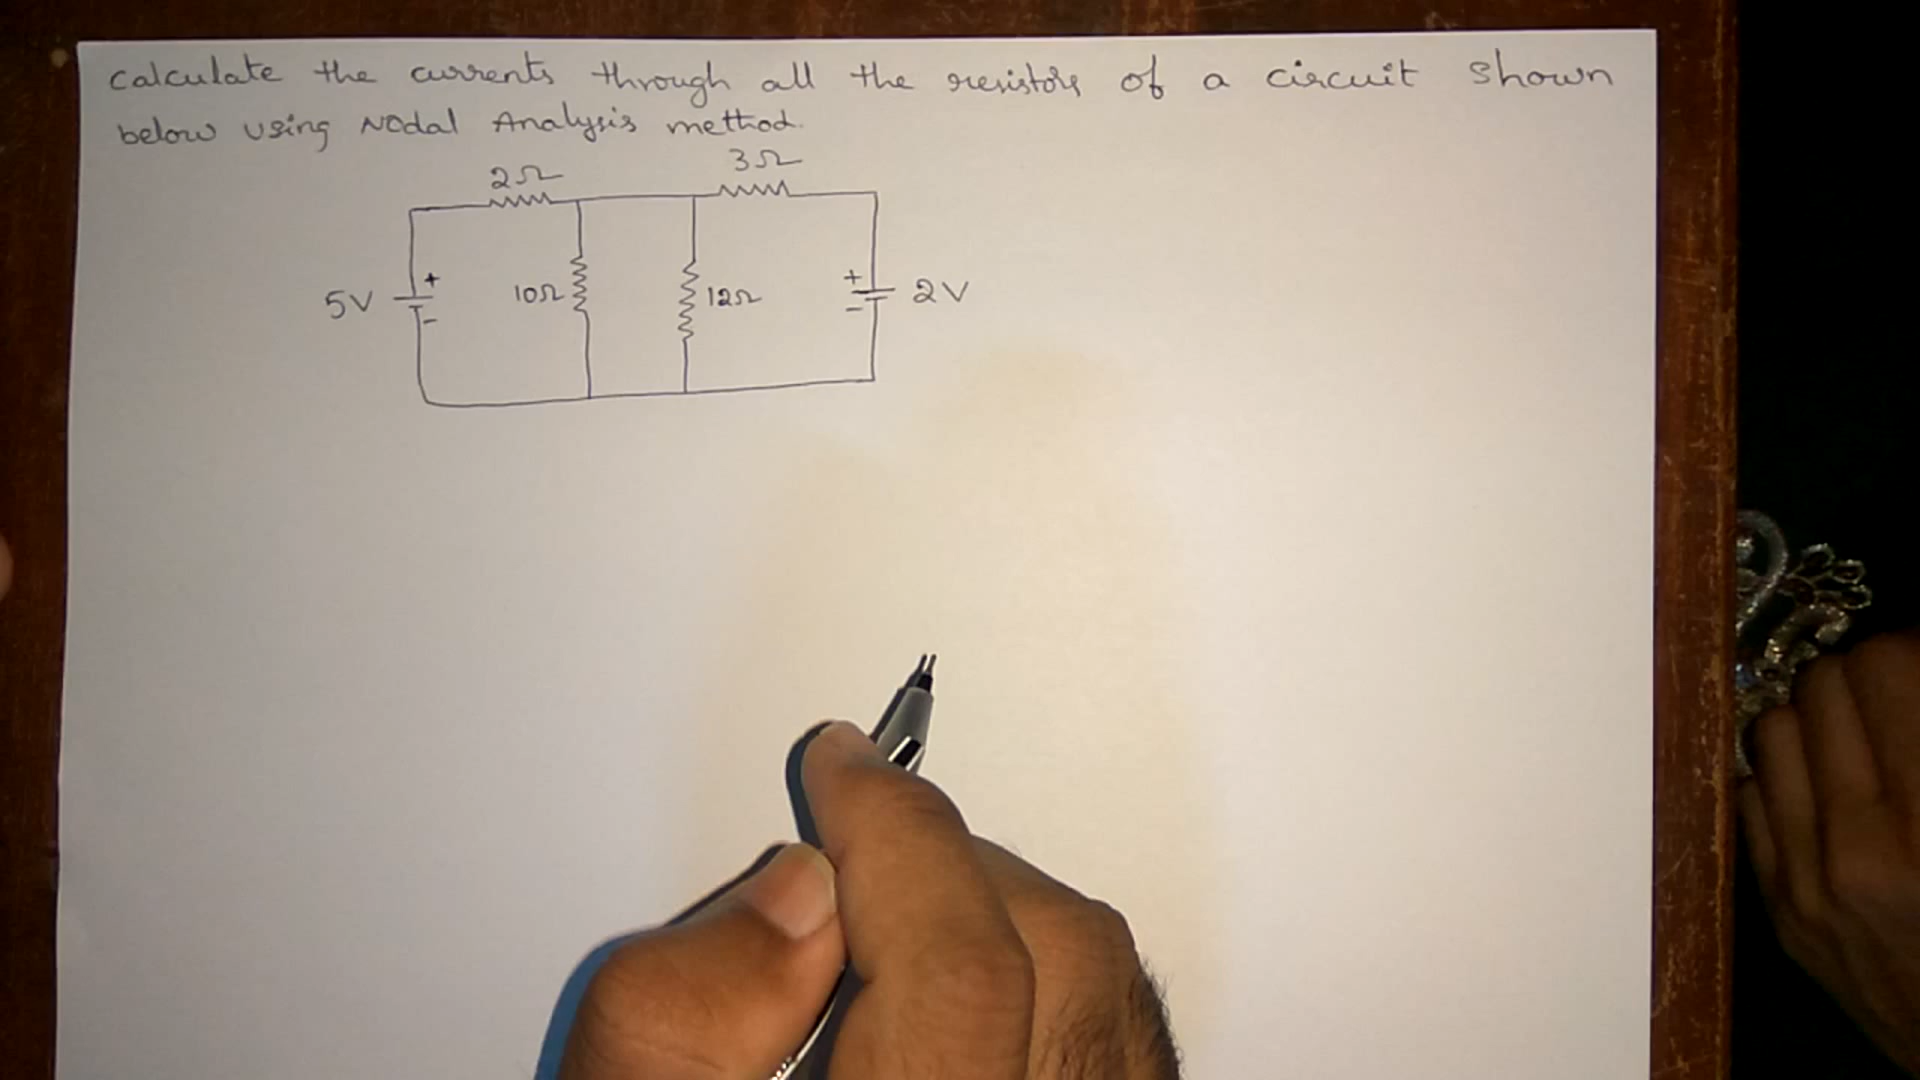 calculate the currents through all the resistors of a circuit shown
below using Nodal Analysis method.
2Ω
3Ω
5V
+
-
10Ω
12Ω
+
-
2V